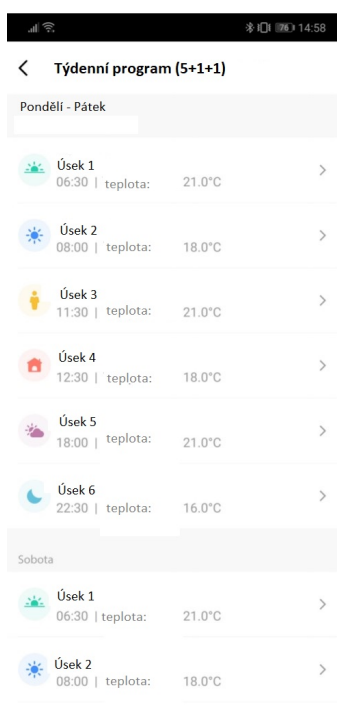 76 14:58
Týdenní program (5+1+1)
Pondělí - Pátek
Úsek 1
06:30 | teplota: 21.0°C
Úsek 2
08:00 | teplota: 18.0°C
Úsek 3
11:30 | teplota: 21.0°C
Úsek 4
12:30 | teplota: 18.0°C
Úsek 5
18:00 | teplota: 21.0°C
Úsek 6
22:30 | teplota: 16.0°C
Sobota
Úsek 1
06:30 | teplota: 21.0°C
Úsek 2
08:00 | teplota: 18.0°C